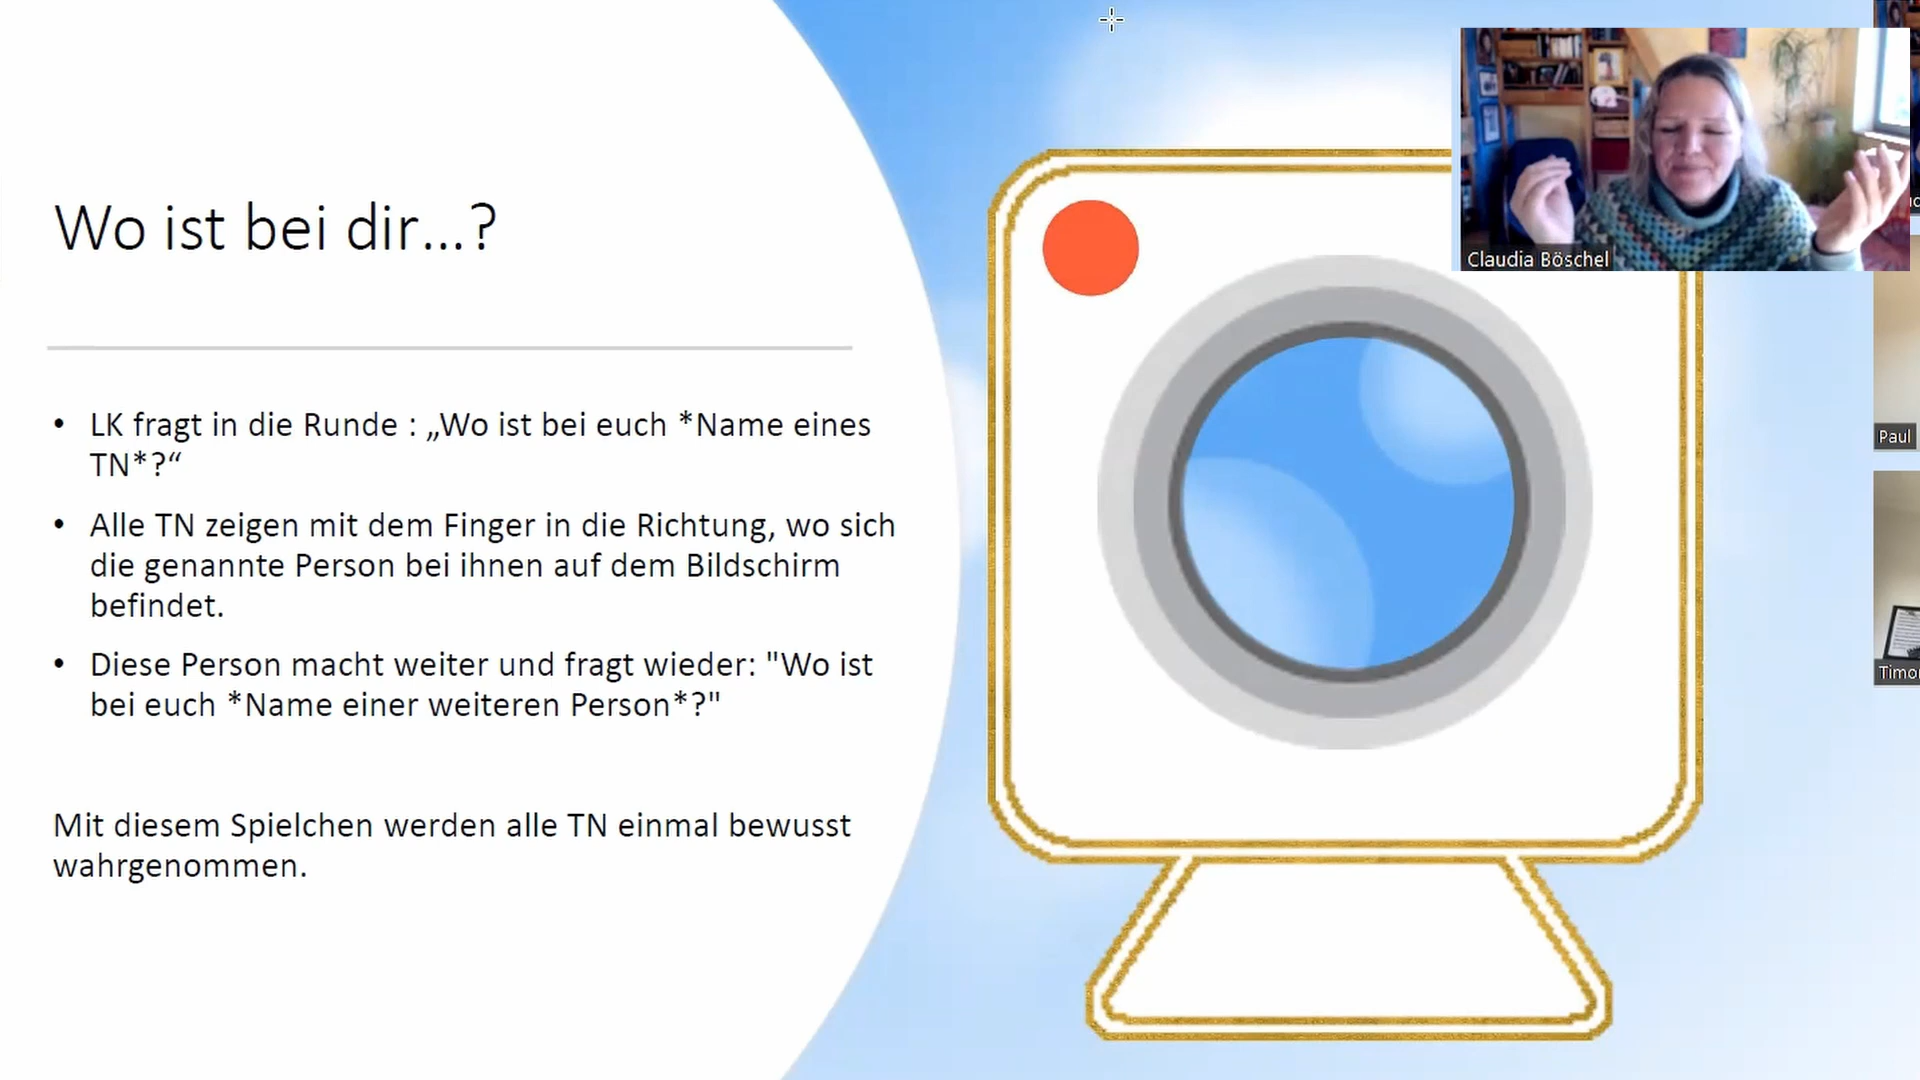 Wo ist bei dir...?
• LK fragt in die Runde : „Wo ist bei euch *Name eines
TN*?“
• Alle TN zeigen mit dem Finger in die Richtung, wo sich
die genannte Person bei ihnen auf dem Bildschirm
befindet.
• Diese Person macht weiter und fragt wieder: "Wo ist
bei euch *Name einer weiteren Person*?"
Mit diesem Spielchen werden alle TN einmal bewusst
wahrgenommen.
Claudia Böschel
Paul
Timo